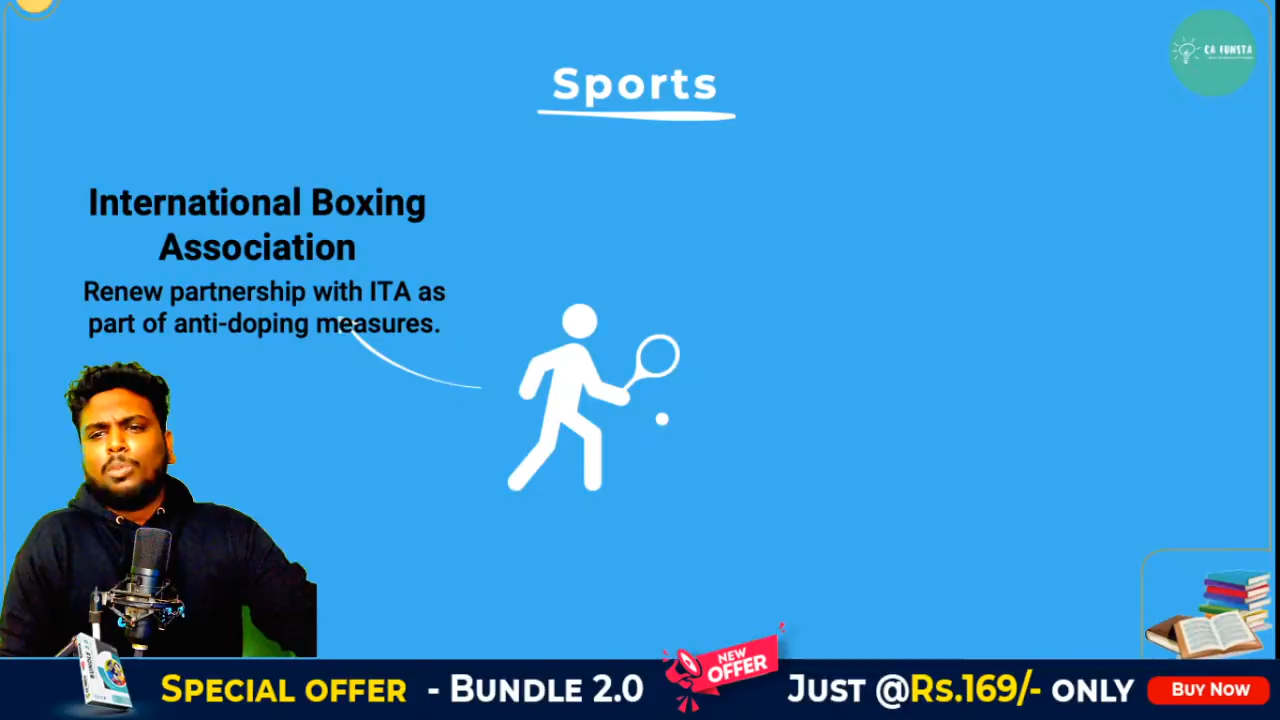 CA FUNSTA
Sports
International Boxing
Association
Renew partnership with ITA as
part of anti-doping measures.
NEW
OFFER
SPECIAL OFFER - BUNDLE 2.0
JUST @Rs.169/- ONLY
BUY NOW